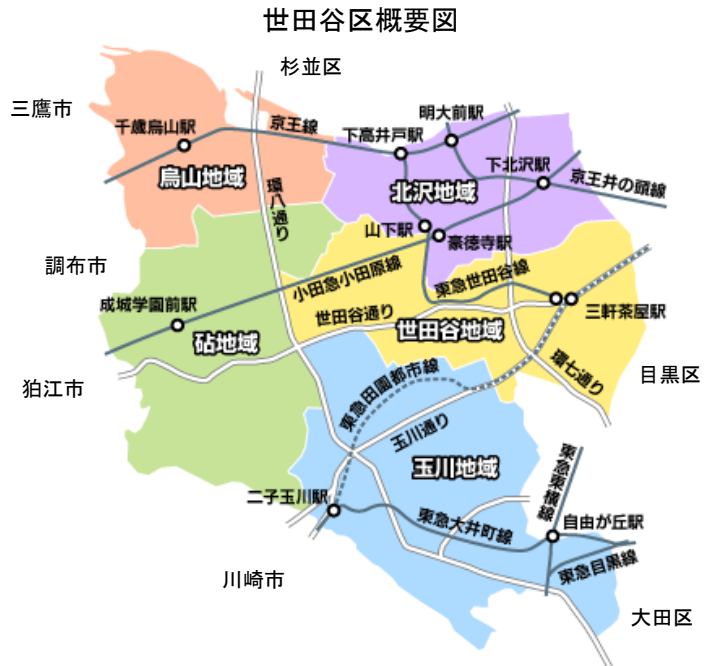 世田谷区概要図
杉並区
三鷹市
明大前駅
千歳烏山駅
京王線
下高井戸駅
下北沢駅
烏山地域
北沢地域
京王井の頭線
環八通り
山下駅
豪徳寺駅
調布市
小田急小田原線
東急世田谷線
成城学園前駅
世田谷通り
三軒茶屋駅
砧地域
世田谷地域
狛江市
環七通り
目黒区
東急田園都市線
玉川通り
玉川地域
東急東横線
二子玉川駅
東急大井町線
自由が丘駅
東急目黒線
川崎市
大田区